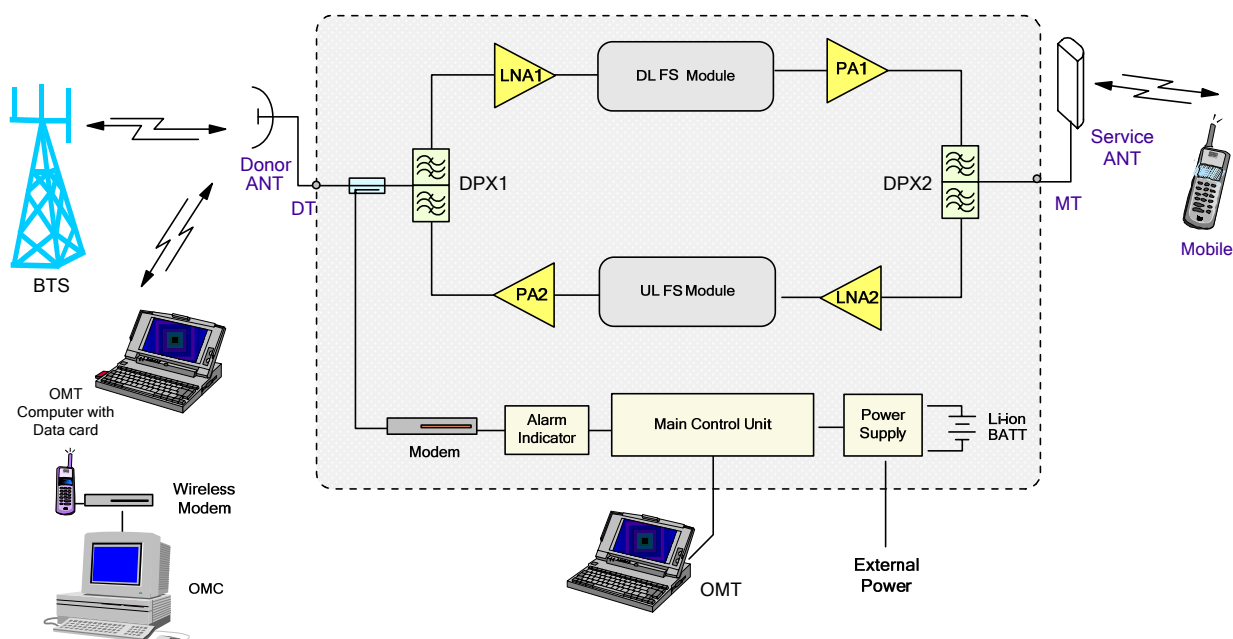 LNA1
DL FS Module
PA1
Donor
ANT
DT
DPX1
DPX2
MT
Service
ANT
Mobile
BTS
PA2
UL FS Module
LNA2
OMT
Computer with
Data card
Modem
Alarm
Indicator
Main Control Unit
Power
Supply
Li-ion
BATT
Wireless
Modem
OMC
OMT
External
Power